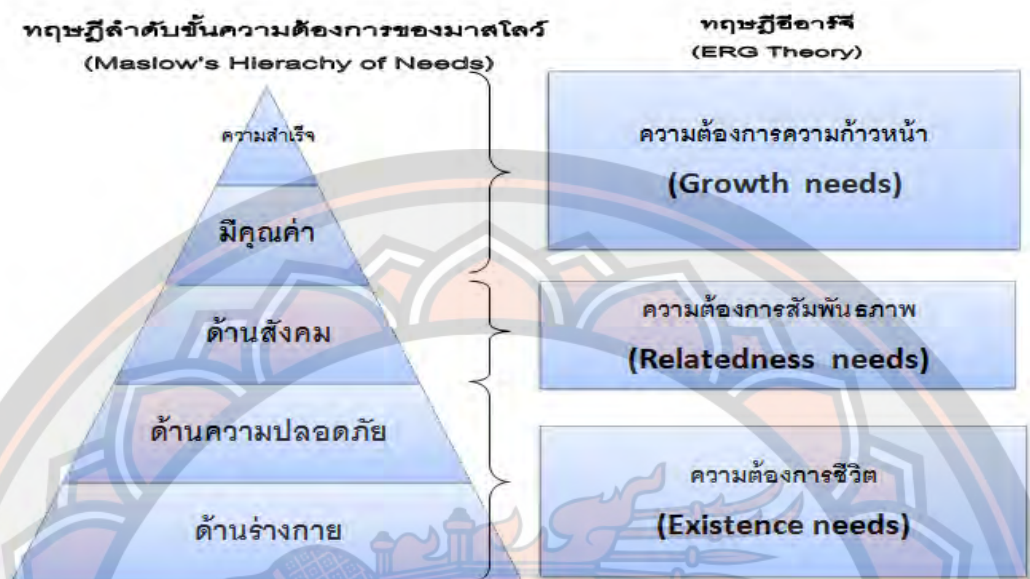 ทฤษฎีลำดับขั้นความต้องการของมาสโลว์
(Maslow's Hierachy of Needs)
ความสำเร็จ
มีคุณค่า
ด้านสังคม
ด้านความปลอดภัย
ด้านร่างกาย
ทฤษฎีอีอาร์จี
(ERG Theory)
ความต้องการความก้าวหน้า
(Growth needs)
ความต้องการสัมพันธภาพ
(Relatedness needs)
ความต้องการชีวิต
(Existence needs)